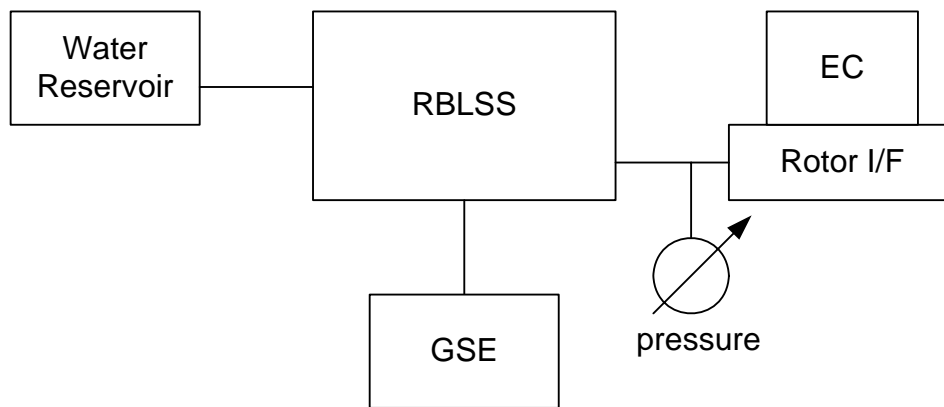 Water
Reservoir
RBLSS
EC
Rotor I/F
GSE
pressure